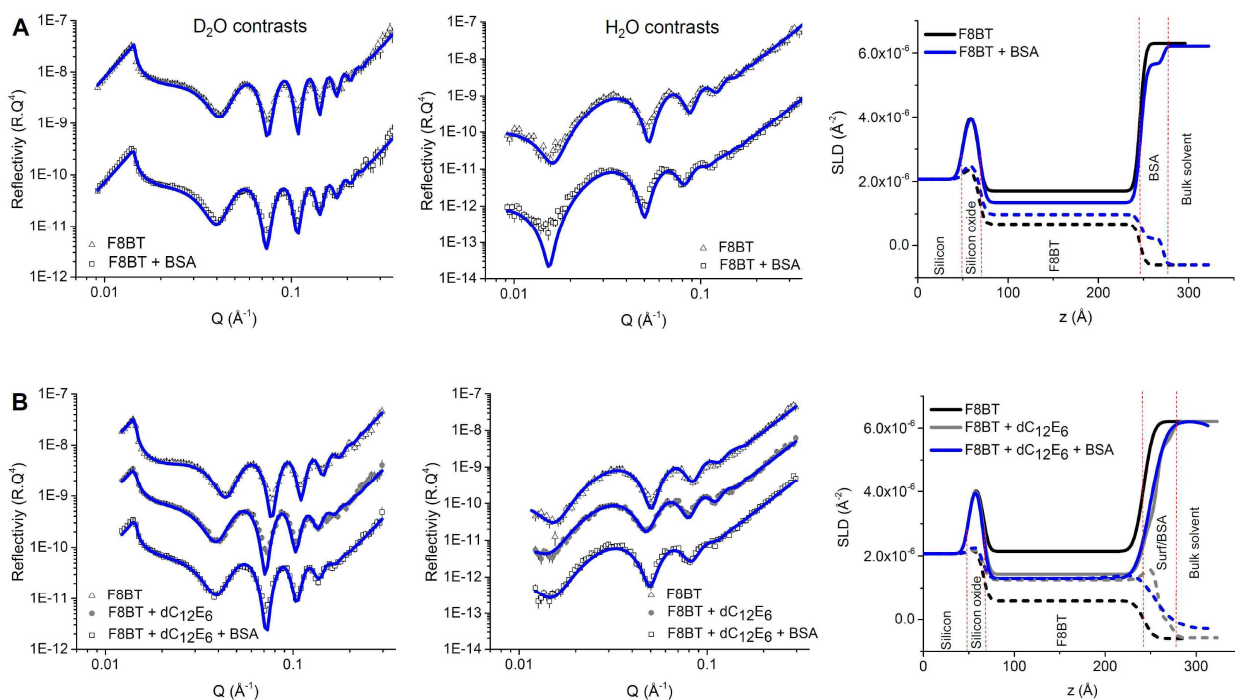 A
D2O contrasts
H2O contrasts
1E-7
1E-8
1E-9
1E-10
1E-11
1E-12
Reflectiviy (R.Q4)
F8BT
F8BT + BSA
0.01
0.1
Q (Å-1)
1E-7
1E-8
1E-9
1E-10
1E-11
1E-12
1E-13
1E-14
Reflectiviy (R.Q4)
F8BT
F8BT + BSA
0.01
0.1
Q (Å-1)
F8BT
F8BT + BSA
6.0x10-6
4.0x10-6
2.0x10-6
0.0
SLD (Å-2)
Silicon
Silicon oxide
F8BT
BSA
Bulk solvent
0
100
200
300
z (Å)
B
1E-7
1E-8
1E-9
1E-10
1E-11
1E-12
Reflectiviy (R.Q4)
F8BT
F8BT + dC12E6
F8BT + dC12E6 + BSA
0.01
0.1
Q (Å-1)
1E-7
1E-8
1E-9
1E-10
1E-11
1E-12
1E-13
1E-14
Reflectiviy (R.Q4)
F8BT
F8BT + dC12E6
F8BT + dC12E6 + BSA
0.01
0.1
Q (Å-1)
F8BT
F8BT + dC12E6
F8BT + dC12E6 + BSA
6.0x10-6
4.0x10-6
2.0x10-6
0.0
SLD (Å-2)
Silicon
Silicon oxide
F8BT
Surf/BSA
Bulk solvent
0
100
200
300
z (Å)